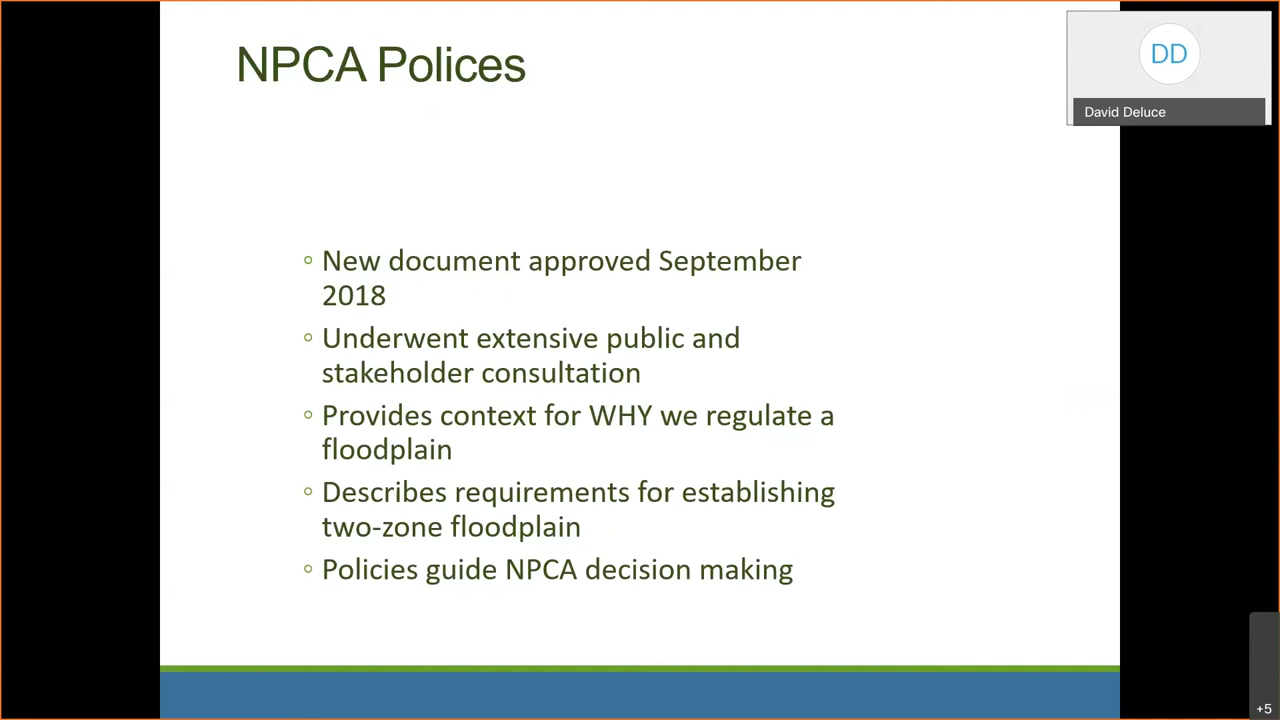 NPCA Polices
DD
David Deluce
◦ New document approved September
2018
◦ Underwent extensive public and
stakeholder consultation
◦ Provides context for WHY we regulate a
floodplain
◦ Describes requirements for establishing
two-zone floodplain
◦ Policies guide NPCA decision making
+5